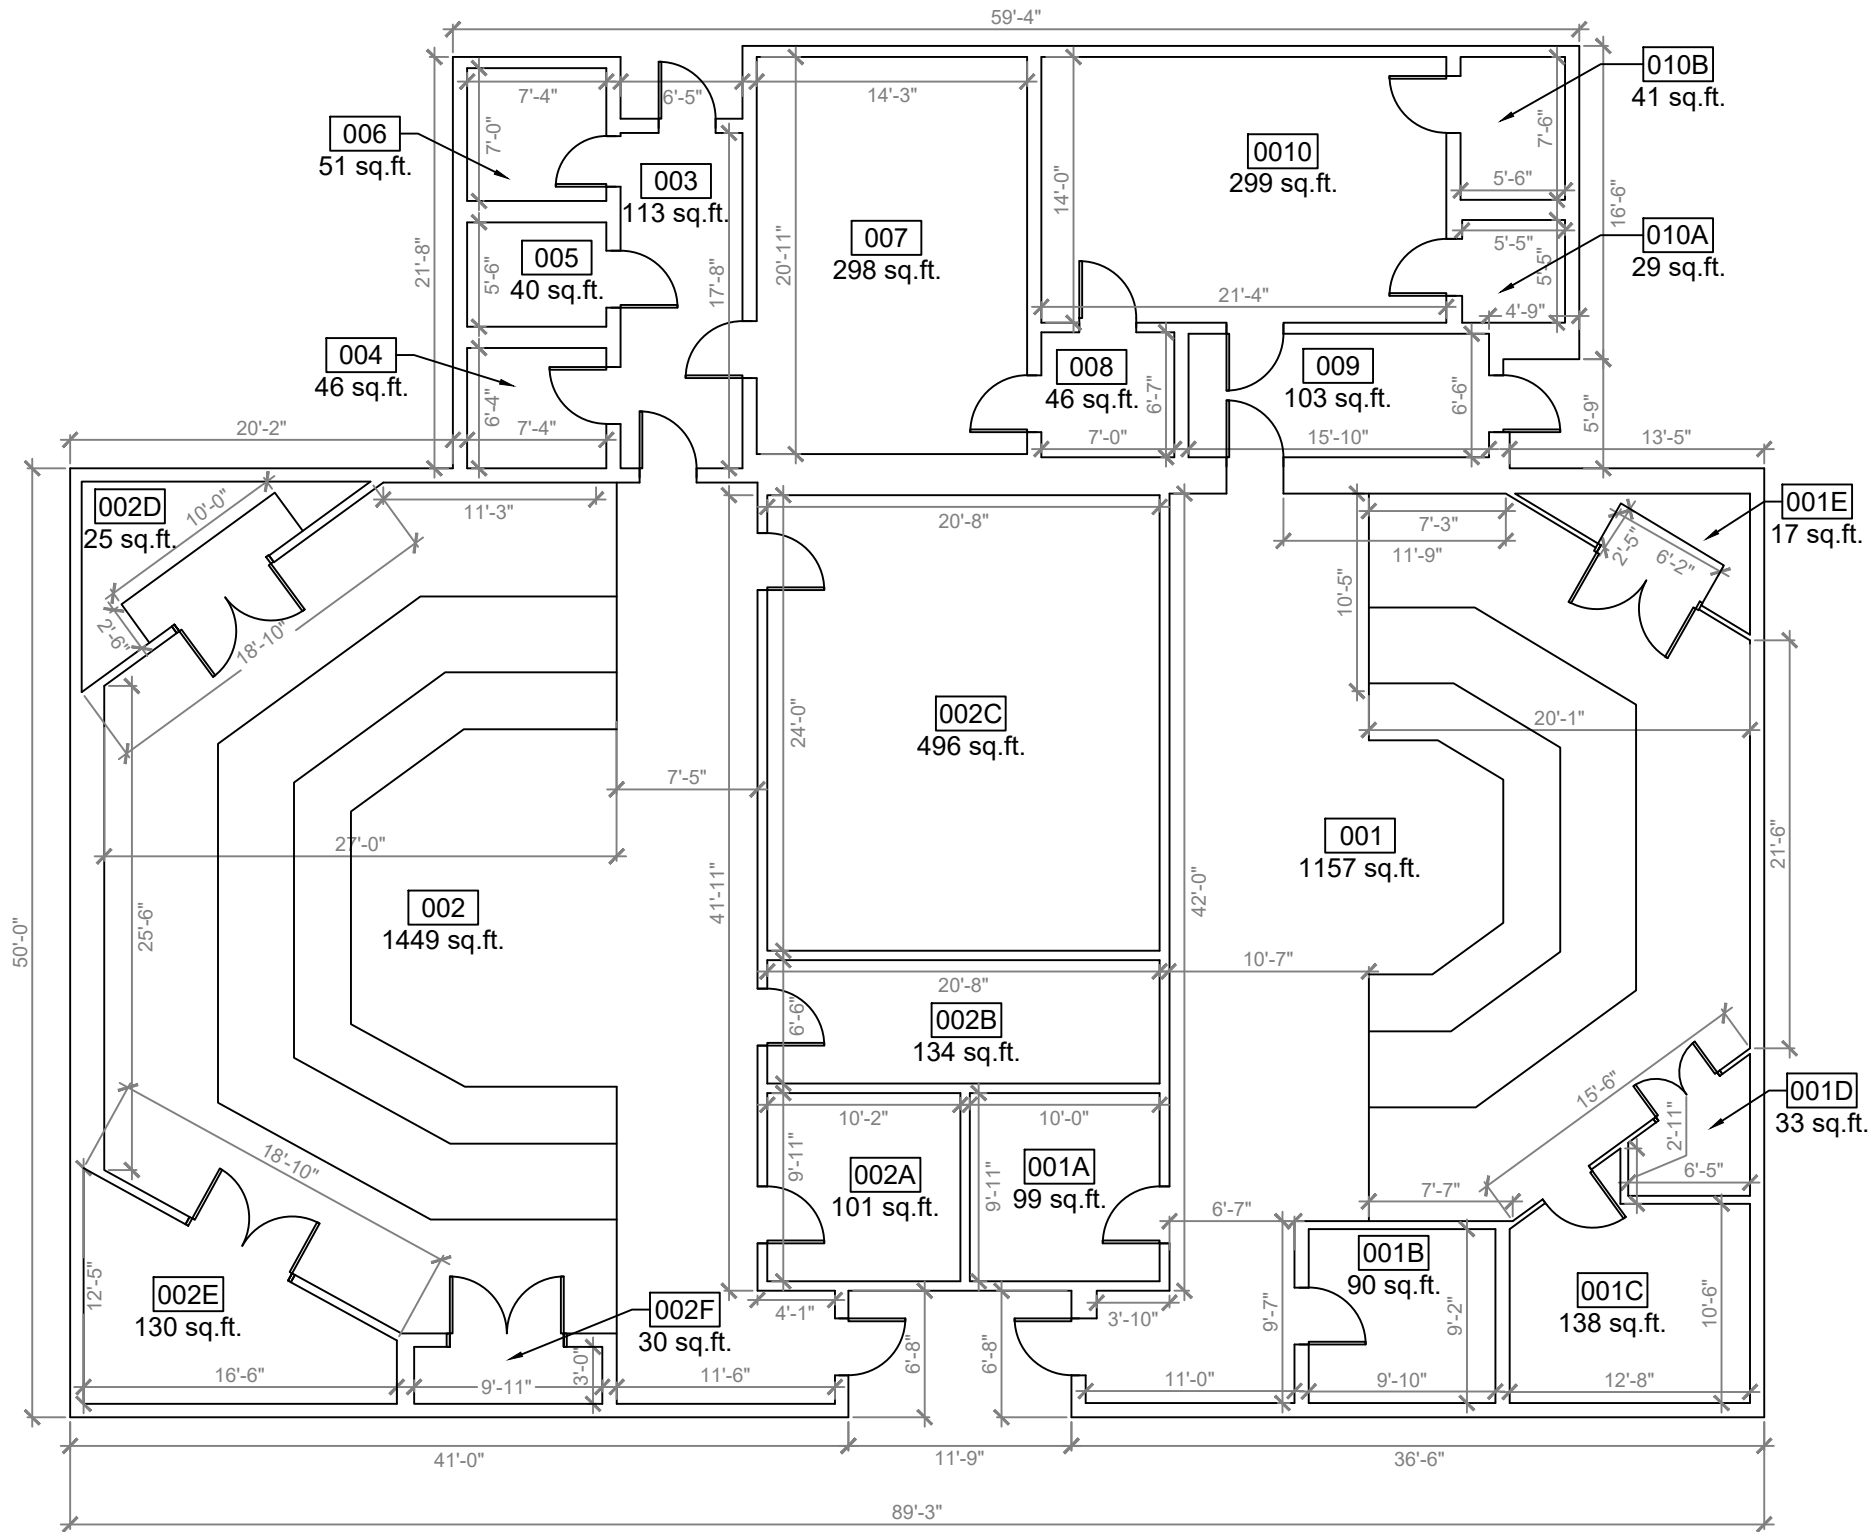 59'-4"
010B
41 sq.ft.
7'-4"
6'-5"
14'-3"
7'-0"
7'-6"
006
51 sq.ft.
003
113 sq.ft.
0010
299 sq.ft.
5'-6"
14'-0"
16'-6"
21'-8"
005
40 sq.ft.
5'-6"
17'-8"
20'-11"
007
298 sq.ft.
5'-5"
5'-5"
010A
29 sq.ft.
21'-4"
4'-9"
004
46 sq.ft.
6'-4"
008
46 sq.ft.
6'-7"
009
103 sq.ft.
6'-6"
5'-9"
20'-2"
7'-4"
7'-0"
15'-10"
13'-5"
002D
25 sq.ft.
10'-0"
11'-3"
20'-8"
7'-3"
11'-9"
001E
17 sq.ft.
2'-5"
6'-2"
10'-5"
2'-6"
18'-10"
24'-0"
002C
496 sq.ft.
20'-1"
7'-5"
27'-0"
001
1157 sq.ft.
21'-6"
002
1449 sq.ft.
50'-0"
25'-6"
41'-11"
42'-0"
10'-7"
20'-8"
6'-6"
002B
134 sq.ft.
15'-6"
001D
33 sq.ft.
2'-11"
6'-5"
10'-2"
10'-0"
18'-10"
9'-11"
002A
101 sq.ft.
9'-11"
001A
99 sq.ft.
7'-7"
6'-7"
12'-5"
002E
130 sq.ft.
002F
30 sq.ft.
4'-1"
3'-10"
001B
90 sq.ft.
001C
138 sq.ft.
10'-6"
9'-7"
9'-2"
6'-8"
6'-8"
3'-0"
16'-6"
9'-11"
11'-6"
11'-0"
9'-10"
12'-8"
41'-0"
11'-9"
36'-6"
89'-3"